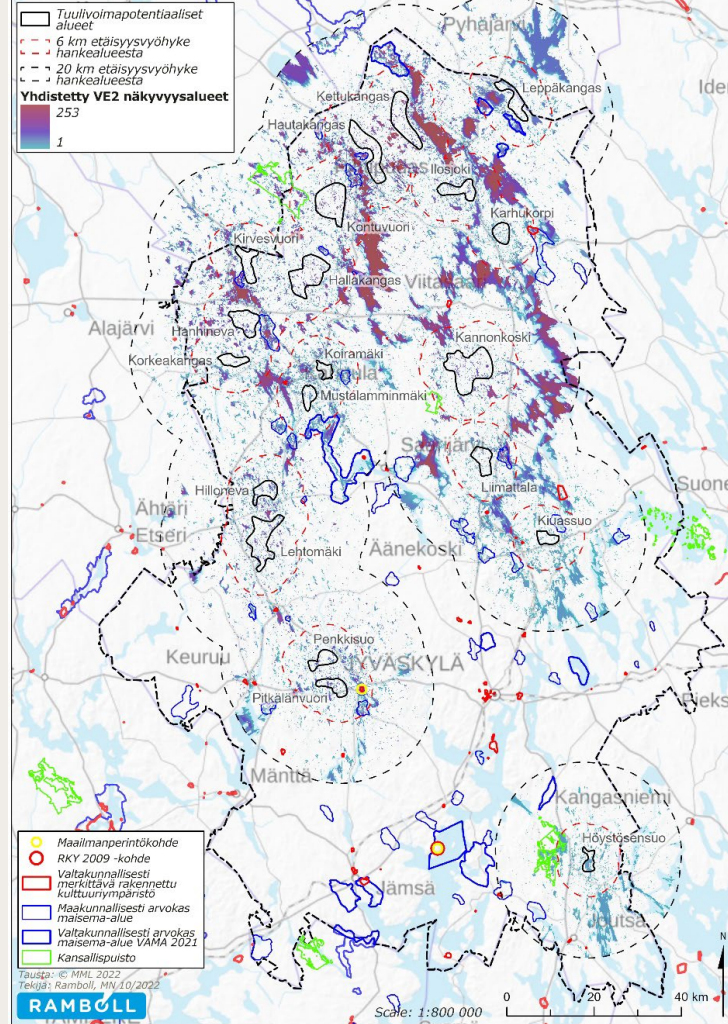 Tuulivoimapotentiaaliset
alueet
6 km etäisyysvyöhyke
hankealueesta
20 km etäisyysvyöhyke
hankealueesta
Yhdistetty VE2 näkyvyysalueet
253
1
Pyhäjärvi
Iden
Leppäkangas
Kettukangas
Hautakangas
Ilosjoki
Karhukorpi
Kontuvuori
Kirvesvuori
Hallakangas
Viitasaari
Alajärvi
Hanhineva
Kannonkoski
Korkeakangas
Koiramäki
Mustalamminmäki
Saarijärvi
Hilloneva
Liimattala
Suone
Ähtäri
Etseri
Kiuassuo
Lehtomäki
Äänekoski
Penkkisuo
Keuruu
JYVÄSKYLÄ
Pitkälänvuori
Pieks
Mänttä
Kangasniemi
Höystösensuo
Jämsä
Joutsa
Maailmanperintökohde
RKY 2009 -kohde
Valtakunnallisesti
merkittävä rakennettu
kulttuuriympäristö
Maakunnallisesti arvokas
maisema-alue
Valtakunnallisesti arvokas
maisema-alue VAMA 2021
Kansallispuisto
Tausta: © MML 2022
Tekijä: Ramboll, MN 10/2022
RAMBOLL
Scale: 1:800 000
0 20 40 km
N